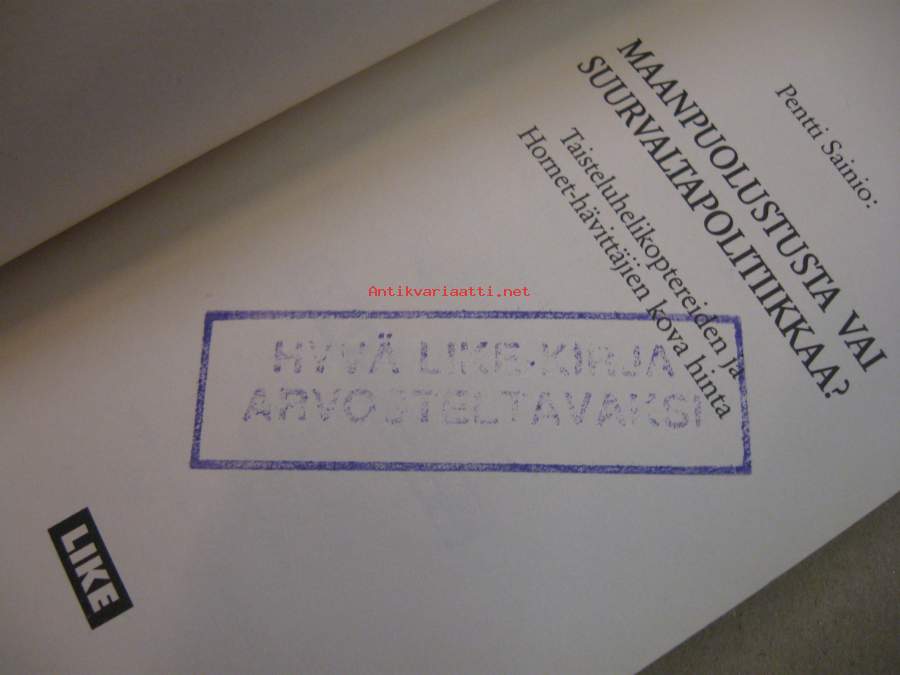 Pentti Sainio:
MAANPUOLUSTUSTA VAI
SUURVALTAPOLITIIKKAA?
Taisteluhelikoptereiden ja
Hornet-hävittäjien kova hinta
Antikvariaatti.net
HYVÄ LIKE-KIRJA
ARVOSTELTAVAKSI
LIKE